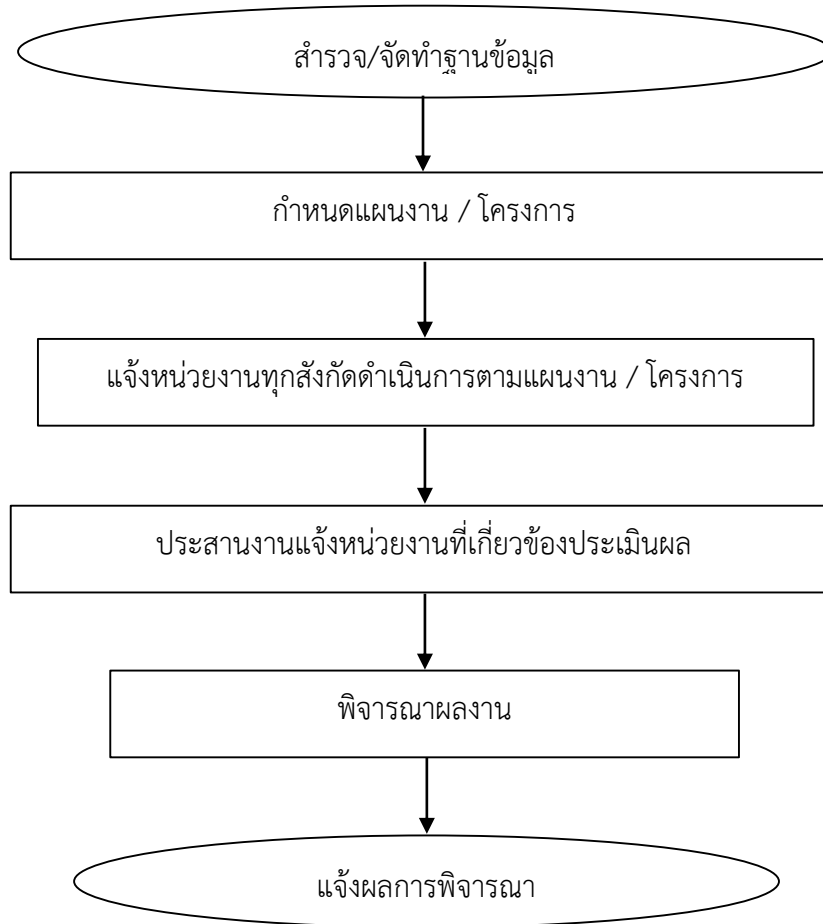 สำรวจ/จัดทำฐานข้อมูล
กำหนดแผนงาน / โครงการ
แจ้งหน่วยงานทุกสังกัดดำเนินการตามแผนงาน / โครงการ
ประสานงานแจ้งหน่วยงานที่เกี่ยวข้องประเมินผล
พิจารณาผลงาน
แจ้งผลการพิจารณา